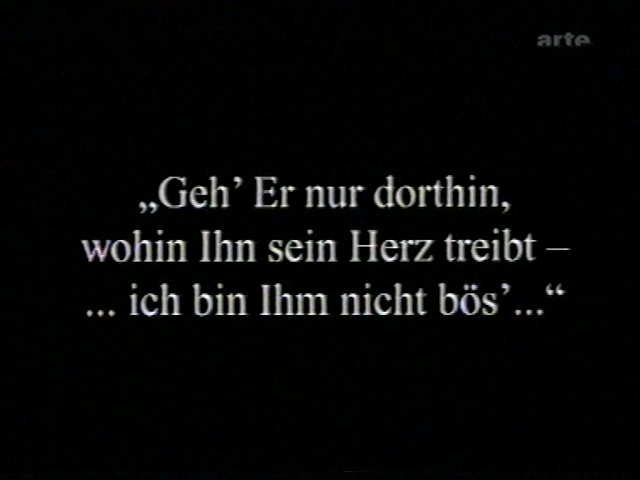 arte
„Geh’ Er nur dorthin,
wohin Ihn sein Herz treibt –
... ich bin Ihm nicht bös’...“